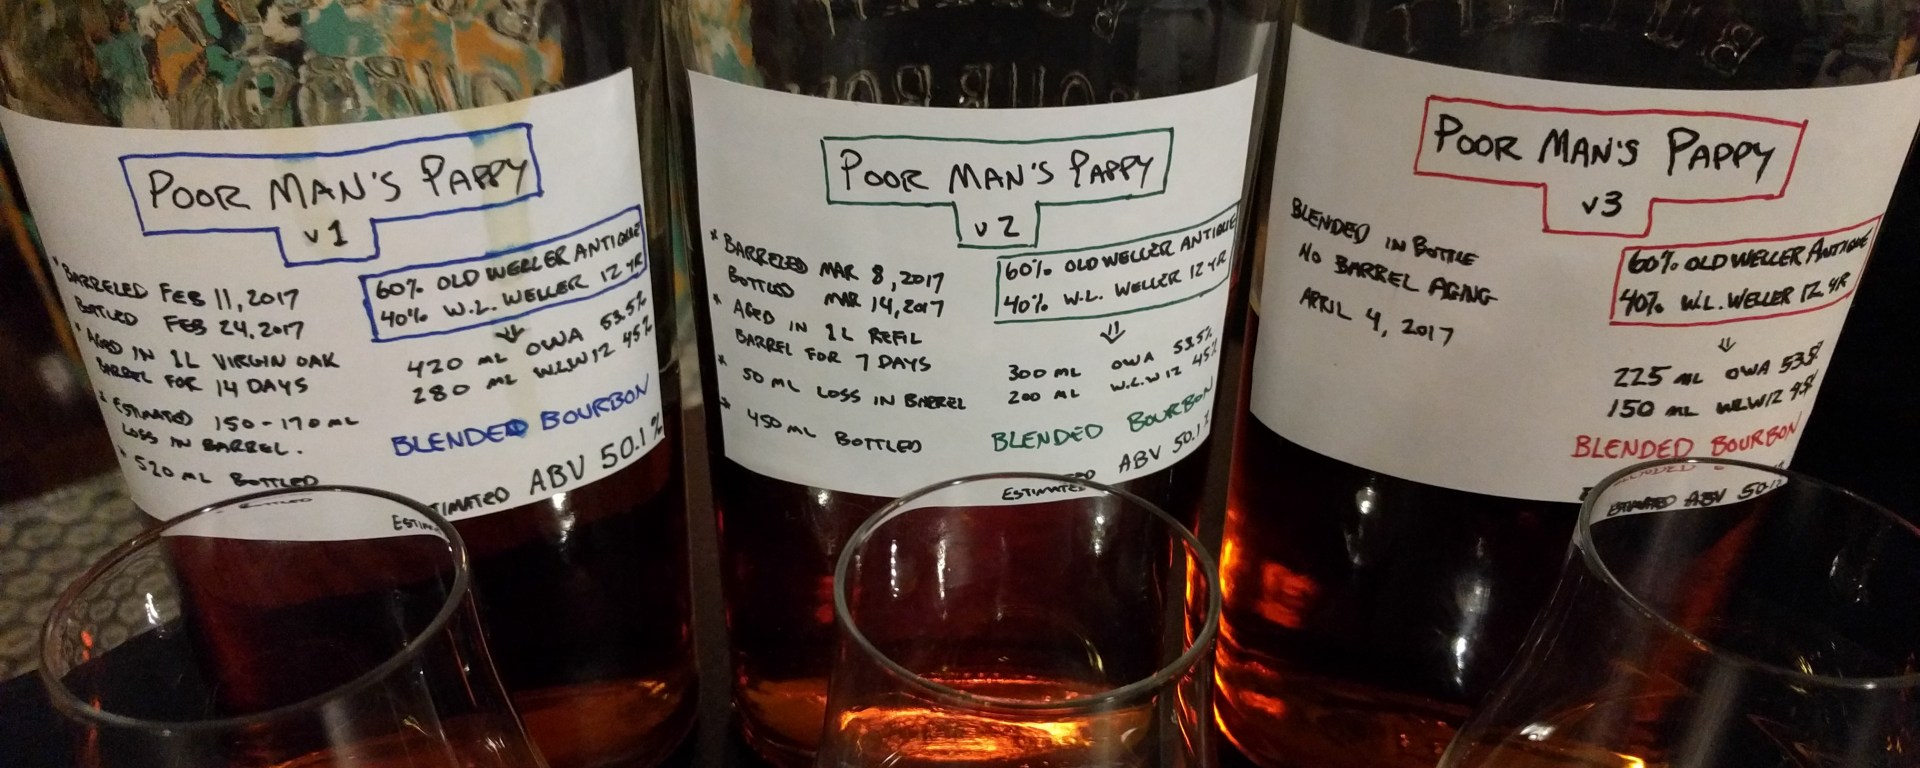 POOR MAN'S PAPPY
v1
* BARRELED FEB 11, 2017
BOTTLED FEB 24, 2017
* AGED IN 1L VIRGIN OAK
BARREL FOR 14 DAYS
* ESTIMATED 150-170 ML
LOSS IN BARREL.
* 520 ML BOTTLED
60% OLD WELLER ANTIQUE
40% W.L. WELLER 12 YR
⇓
420 ML OWA 53.5%
280 ML WLW12 45%
BLENDED BOURBON
ESTIMATED ABV 50.1%
POOR MAN'S PAPPY
v2
* BARRELED MAR 8, 2017
BOTTLED MAR 14, 2017
* AGED IN 1L REFIL
BARREL FOR 7 DAYS
* 50 ML LOSS IN BARREL
* 450 ML BOTTLED
60% OLD WELLER ANTIQUE
40% W.L. WELLER 12 YR
⇓
300 ML OWA 53.5%
200 ML W.L.W 12 45%
BLENDED BOURBON
ESTIMATED ABV 50.1%
POOR MAN'S PAPPY
v3
BLENDED IN BOTTLE
NO BARREL AGING
APRIL 4, 2017
60% OLD WELLER ANTIQUE
40% W.L. WELLER 12 YR
⇓
225 ML OWA 53.5%
150 ML WLW12 45%
BLENDED BOURBON
ESTIMATED ABV 50.1%